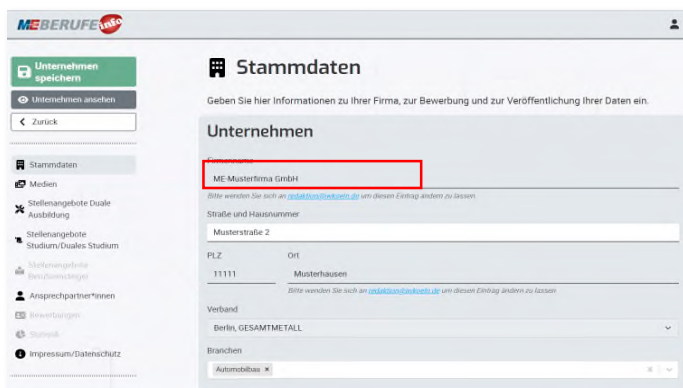 MEBERUFE info
Unternehmen
speichern
Unternehmen ansehen
Zurück
Stammdaten
Medien
Stellenangebote Duale
Ausbildung
Stellenangebote
Studium/Duales Studium
Stellenangebote
Berufseinsteiger
Ansprechpartner*innen
Bewerbungen
Statistik
Impressum/Datenschutz
Stammdaten
Geben Sie hier Informationen zu Ihrer Firma, zur Bewerbung und zur Veröffentlichung Ihrer Daten ein.
Unternehmen
Firmenname
ME-Musterfirma GmbH
Bitte wenden Sie sich an redaktion@iwkoeln.de um diesen Eintrag ändern zu lassen.
Straße und Hausnummer
Musterstraße 2
PLZ Ort
11111 Musterhausen
Bitte wenden Sie sich an redaktion@iwkoeln.de um diesen Eintrag ändern zu lassen.
Verband
Berlin, GESAMTMETALL
Branchen
Automobilbau ×